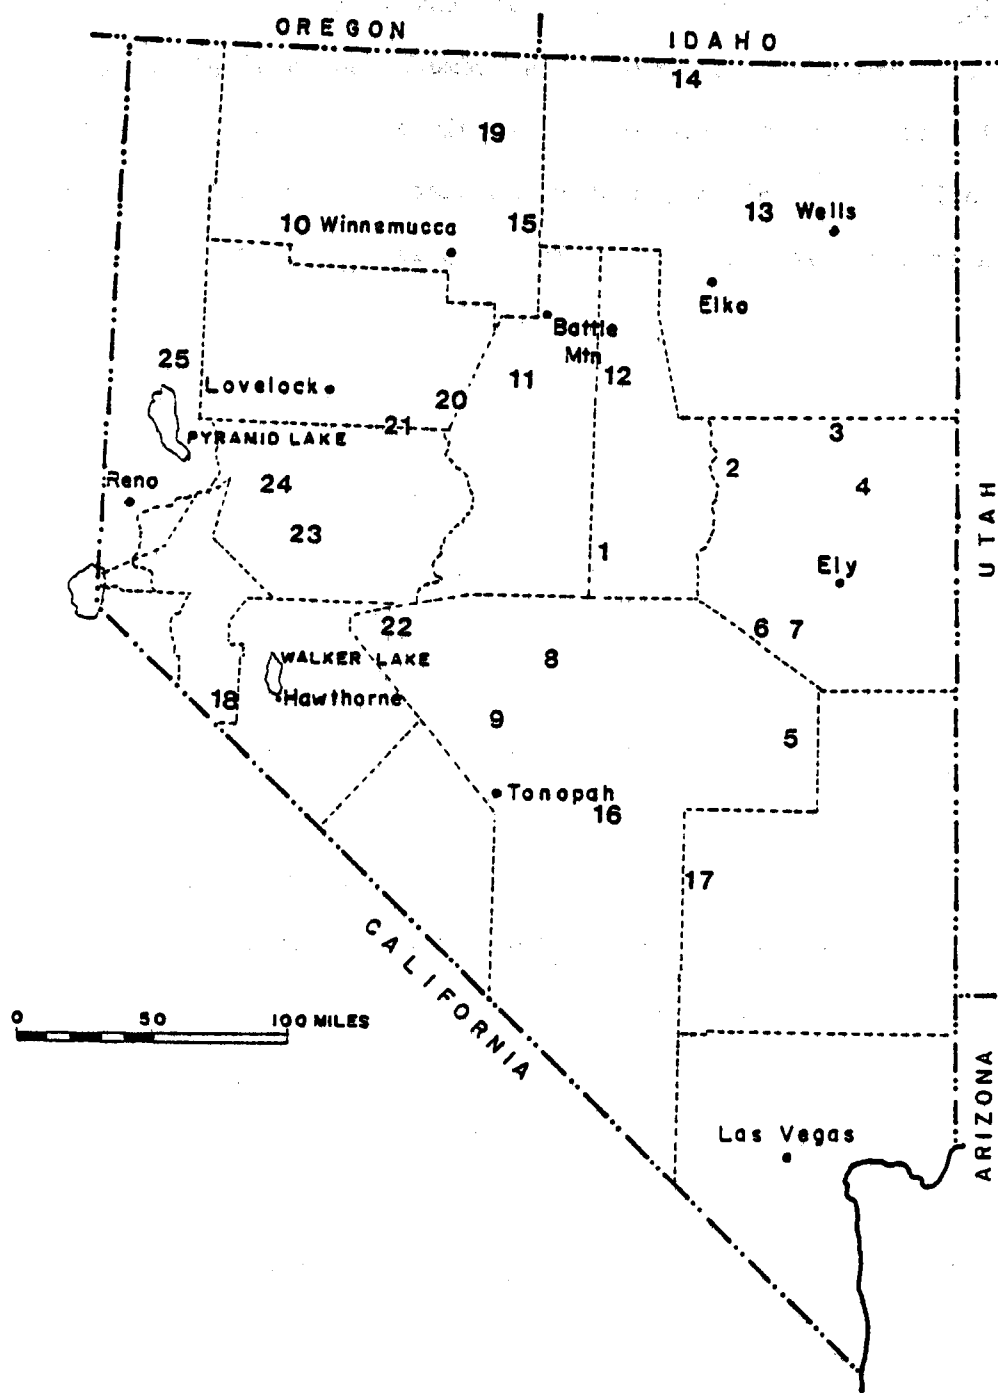 OREGON
IDAHO
14
19
13 Wells
10 Winnemucca
15
Elko
Battle
Mtn
25
11
12
Lovelock
20
21
3
PYRAMID LAKE
2
4
Reno
24
UTAH
23
1
Ely
22
6
7
WALKER LAKE
8
18
Hawthorne
9
5
Tonopah
16
17
CALIFORNIA
0
50
100 MILES
ARIZONA
Las Vegas